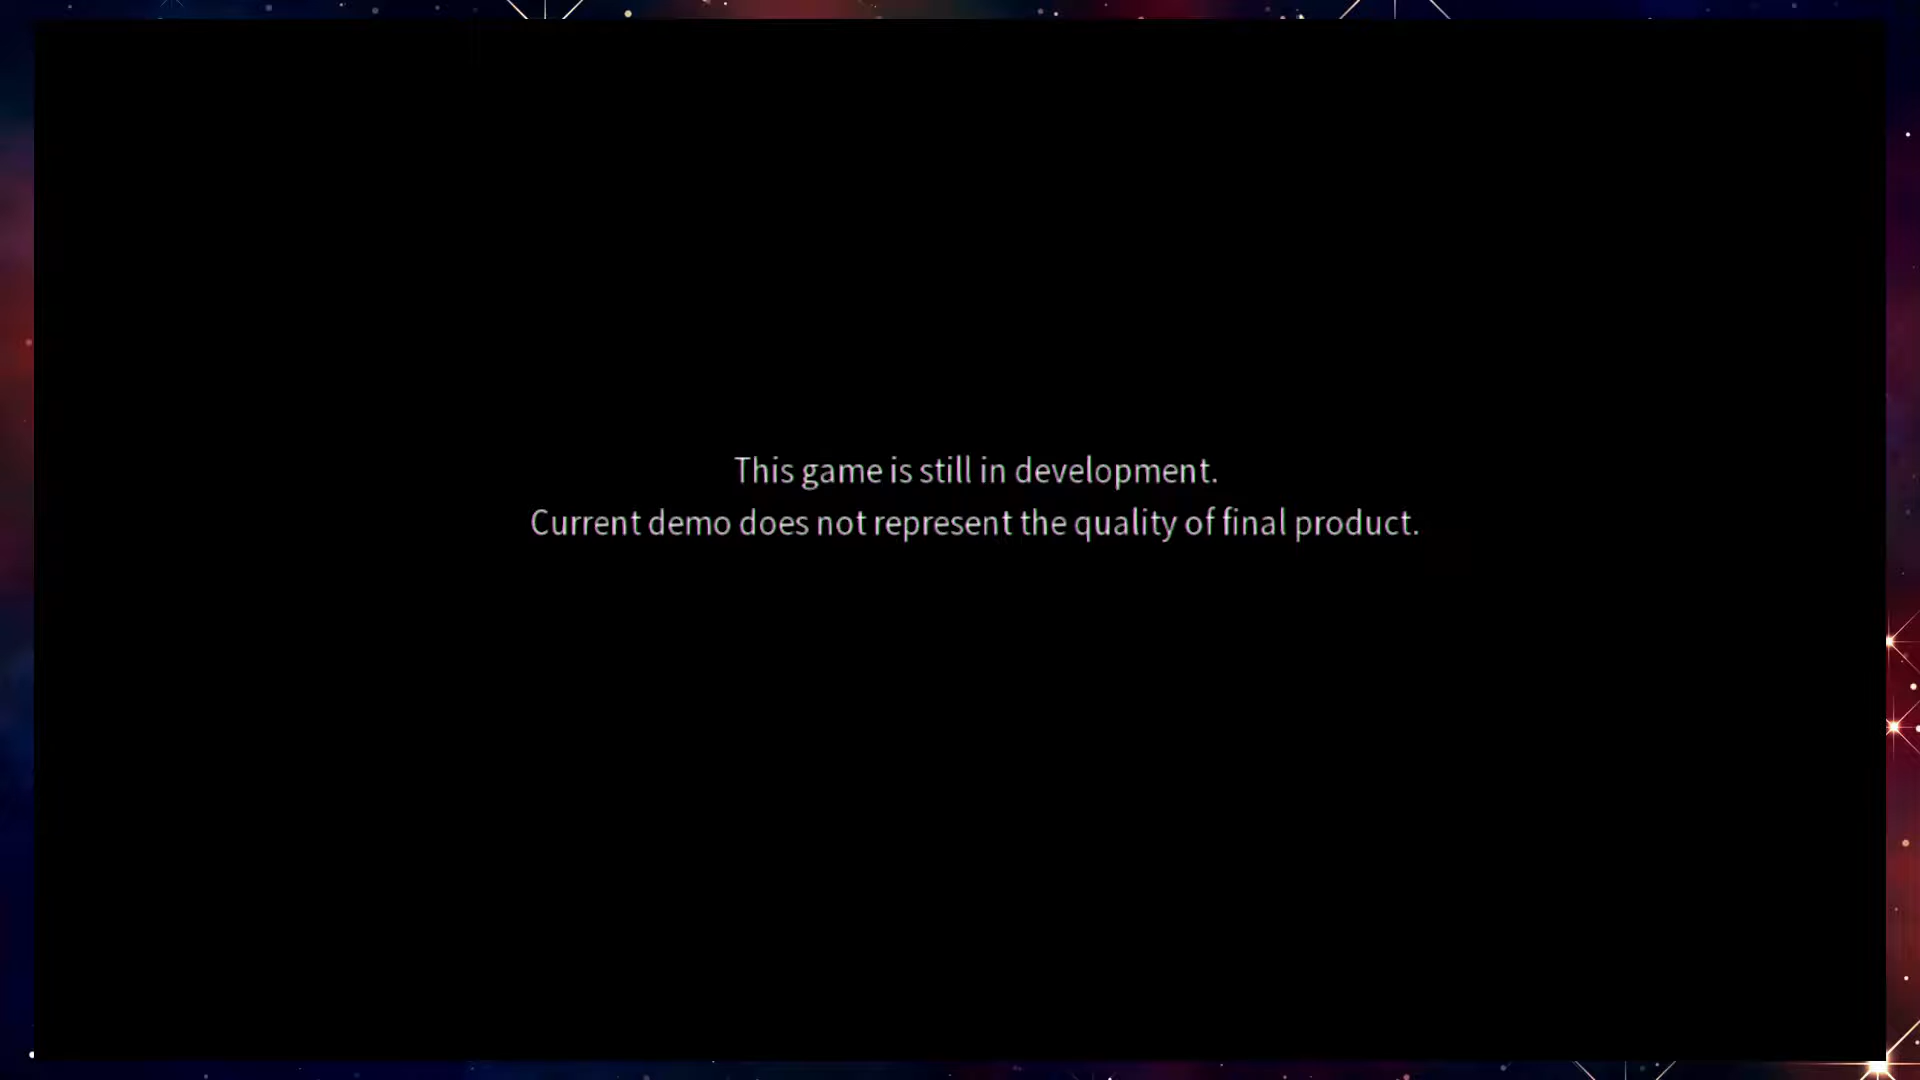 This game is still in development.
Current demo does not represent the quality of final product.